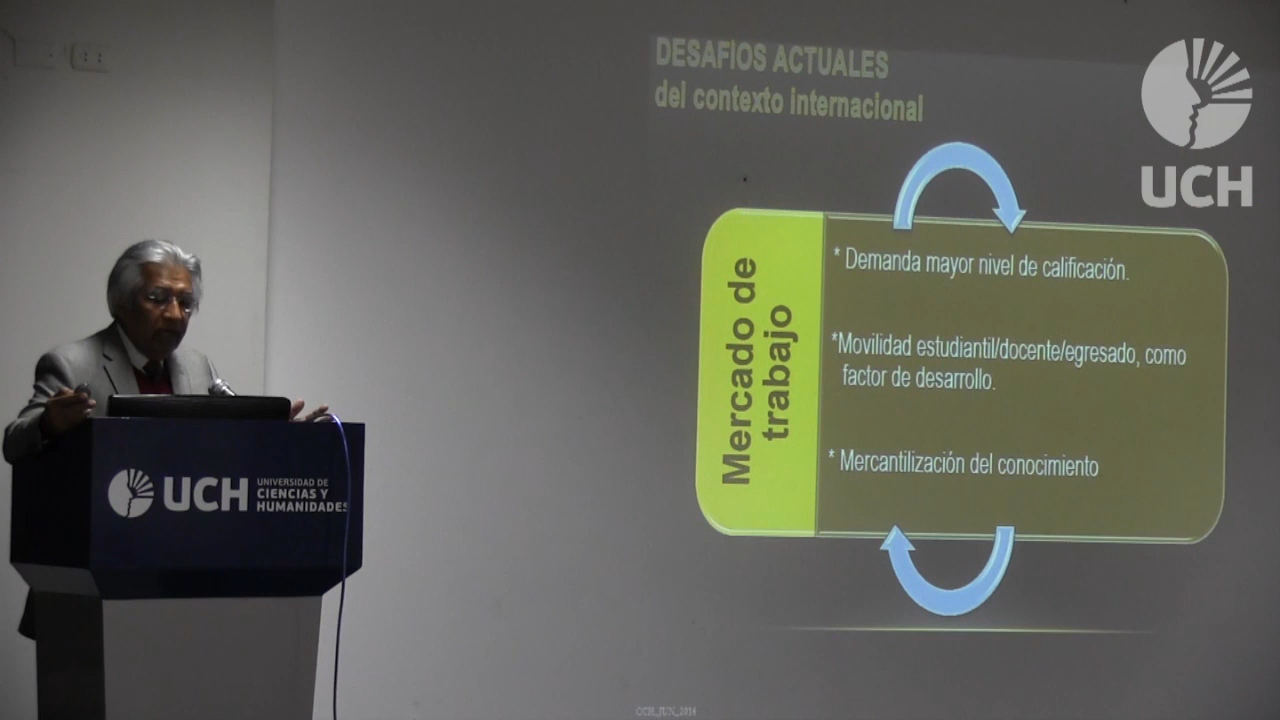 DESAFIOS ACTUALES
del contexto internacional
UCH
Mercado de
trabajo
* Demanda mayor nivel de calificación.
*Movilidad estudiantil/docente/egresado, como
factor de desarrollo.
* Mercantilización del conocimiento
UCH
UNIVERSIDAD DE
CIENCIAS Y
HUMANIDADES